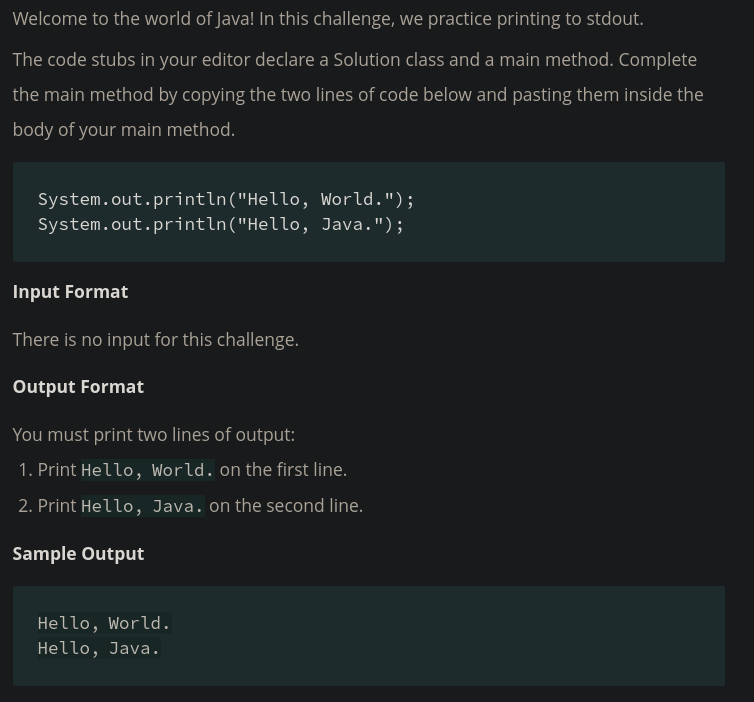 Welcome to the world of Java! In this challenge, we practice printing to stdout.
The code stubs in your editor declare a Solution class and a main method. Complete
the main method by copying the two lines of code below and pasting them inside the
body of your main method.
System.out.println("Hello, World.");
System.out.println("Hello, Java.");
Input Format
There is no input for this challenge.
Output Format
You must print two lines of output:
1. Print Hello, World. on the first line.
2. Print Hello, Java. on the second line.
Sample Output
Hello, World.
Hello, Java.